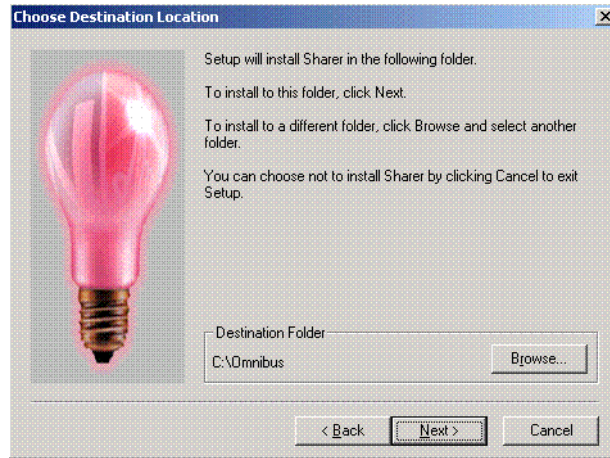 Choose Destination Location
Setup will install Sharer in the following folder.
To install to this folder, click Next.
To install to a different folder, click Browse and select another
folder.
You can choose not to install Sharer by clicking Cancel to exit
Setup.
Destination Folder
C:\Omnibus
Browse...
< Back
Next >
Cancel